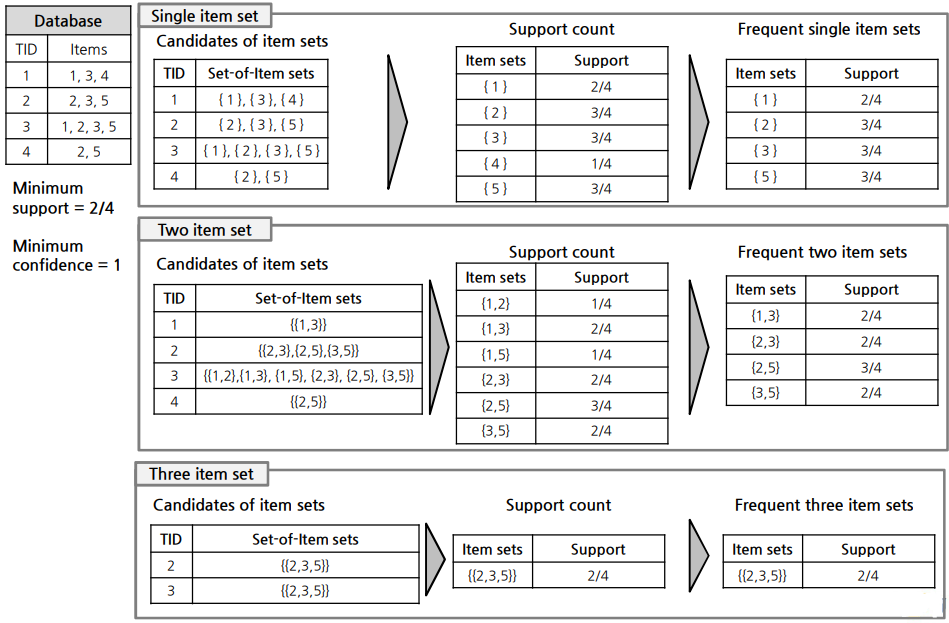 Database
TID Items
1 1, 3, 4
2 2, 3, 5
3 1, 2, 3, 5
4 2, 5
Minimum
support = 2/4
Minimum
confidence = 1
Single item set
Candidates of item sets
TID Set-of-Item sets
1 { 1 }, { 3 }, { 4 }
2 { 2 }, { 3 }, { 5 }
3 { 1 }, { 2 }, { 3 }, { 5 }
4 { 2 }, { 5 }
Support count
Item sets Support
{ 1 } 2/4
{ 2 } 3/4
{ 3 } 3/4
{ 4 } 1/4
{ 5 } 3/4
Frequent single item sets
Item sets Support
{ 1 } 2/4
{ 2 } 3/4
{ 3 } 3/4
{ 5 } 3/4
Two item set
Candidates of item sets
TID Set-of-Item sets
1 {{1,3}}
2 {{2,3},{2,5},{3,5}}
3 {{1,2},{1,3}, {1,5}, {2,3}, {2,5}, {3,5}}
4 {{2,5}}
Support count
Item sets Support
{1,2} 1/4
{1,3} 2/4
{1,5} 1/4
{2,3} 2/4
{2,5} 3/4
{3,5} 2/4
Frequent two item sets
Item sets Support
{1,3} 2/4
{2,3} 2/4
{2,5} 3/4
{3,5} 2/4
Three item set
Candidates of item sets
TID Set-of-Item sets
2 {{2,3,5}}
3 {{2,3,5}}
Support count
Item sets Support
{{2,3,5}} 2/4
Frequent three item sets
Item sets Support
{{2,3,5}} 2/4